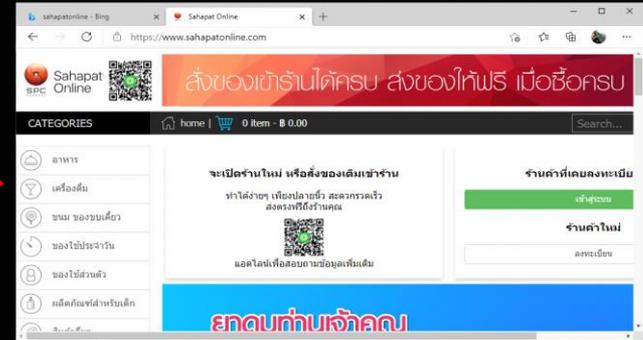 sahapatonline - Bing
Sahapat Online
https://www.sahapatonline.com
SPC
Sahapat
Online
สั่งของเข้าร้านได้ครบ ส่งของให้ฟรี เมื่อซื้อครบ
CATEGORIES
home | 0 item - ฿ 0.00
Search...
อาหาร
เครื่องดื่ม
ขนม ของขบเคี้ยว
ของใช้ประจำวัน
ของใช้ส่วนตัว
ผลิตภัณฑ์สำหรับเด็ก
จะเปิดร้านใหม่ หรือสั่งของเติมเข้าร้าน
ทำได้ง่ายๆ เพียงปลายนิ้ว สะดวกรวดเร็ว
ส่งตรงฟรีถึงร้านคุณ
แอดไลน์เพื่อสอบถามข้อมูลเพิ่มเติม
ร้านค้าที่เคยลงทะเบีย
เข้าสู่ระบบ
ร้านค้าใหม่
ลงทะเบียน
ยาดมท่านเจ้าคุณ